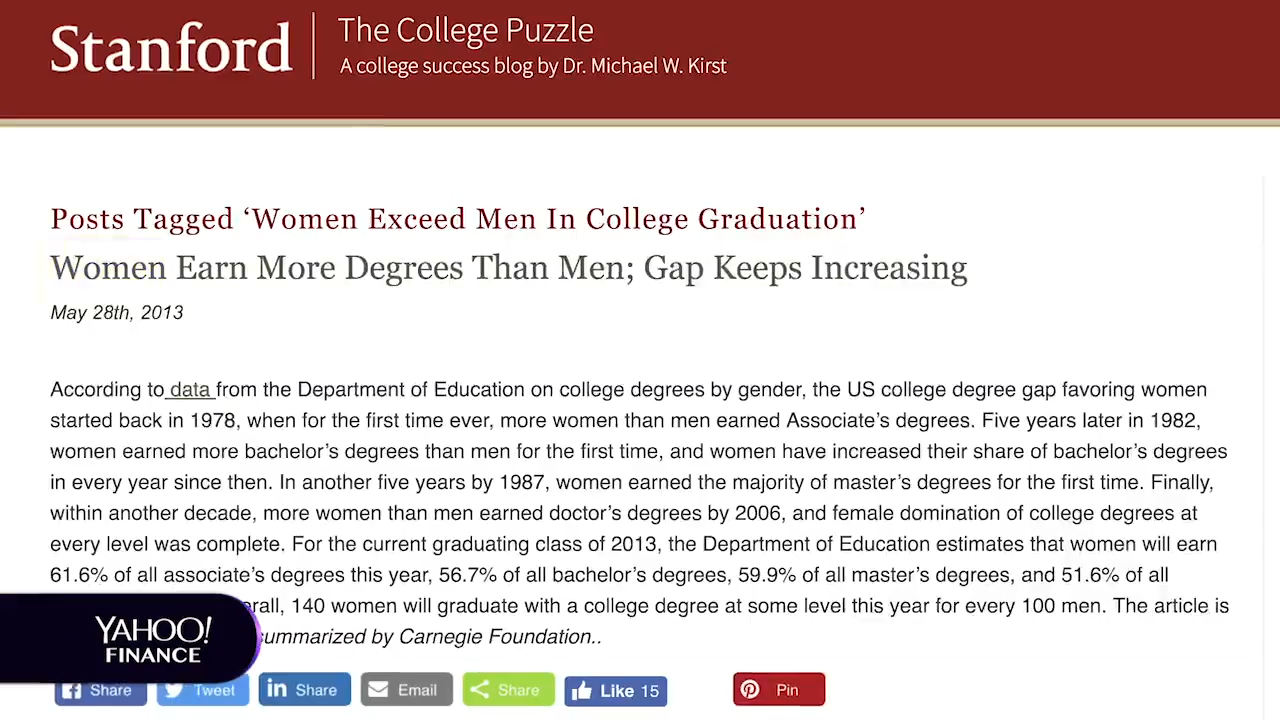 Stanford
The College Puzzle
A college success blog by Dr. Michael W. Kirst
Posts Tagged ‘Women Exceed Men In College Graduation’
Women Earn More Degrees Than Men; Gap Keeps Increasing
May 28th, 2013
According to data from the Department of Education on college degrees by gender, the US college degree gap favoring women
started back in 1978, when for the first time ever, more women than men earned Associate’s degrees. Five years later in 1982,
women earned more bachelor’s degrees than men for the first time, and women have increased their share of bachelor’s degrees
in every year since then. In another five years by 1987, women earned the majority of master’s degrees for the first time. Finally,
within another decade, more women than men earned doctor’s degrees by 2006, and female domination of college degrees at
every level was complete. For the current graduating class of 2013, the Department of Education estimates that women will earn
61.6% of all associate’s degrees this year, 56.7% of all bachelor’s degrees, 59.9% of all master’s degrees, and 51.6% of all
140 women will graduate with a college degree at some level this year for every 100 men. The article is
summarized by Carnegie Foundation..
YAHOO!
FINANCE
Share
Tweet
Share
Email
Share
Like 15
Pin